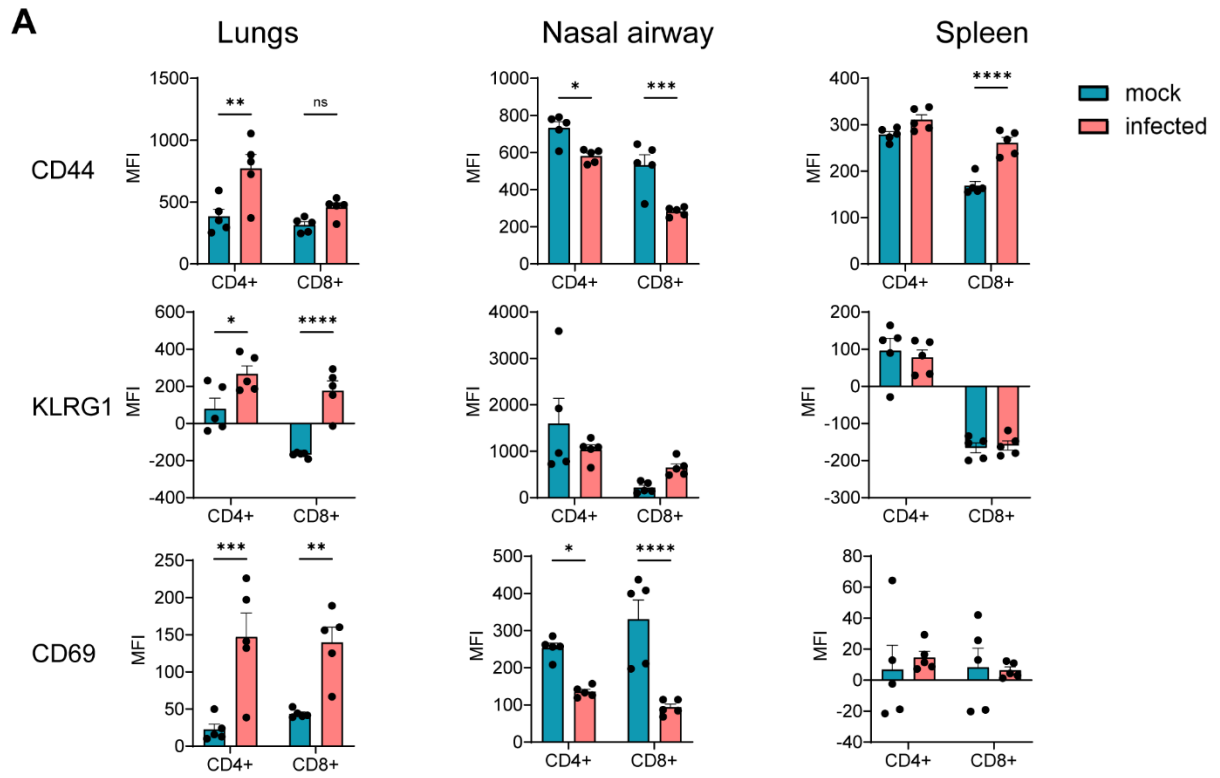 A
Lungs
Nasal airway
Spleen
mock
infected
CD44
MFI
1500
1000
500
0
**
ns
CD4+
CD8+
MFI
1000
800
600
400
200
0
*
***
CD4+
CD8+
MFI
400
300
200
100
0
****
CD4+
CD8+
KLRG1
MFI
600
400
200
0
-200
-400
*
****
CD4+
CD8+
MFI
4000
3000
2000
1000
0
CD4+
CD8+
MFI
200
100
0
-100
-200
-300
CD4+
CD8+
CD69
MFI
250
200
150
100
50
0
***
**
CD4+
CD8+
MFI
500
400
300
200
100
0
*
****
CD4+
CD8+
MFI
80
60
40
20
0
-20
-40
CD4+
CD8+